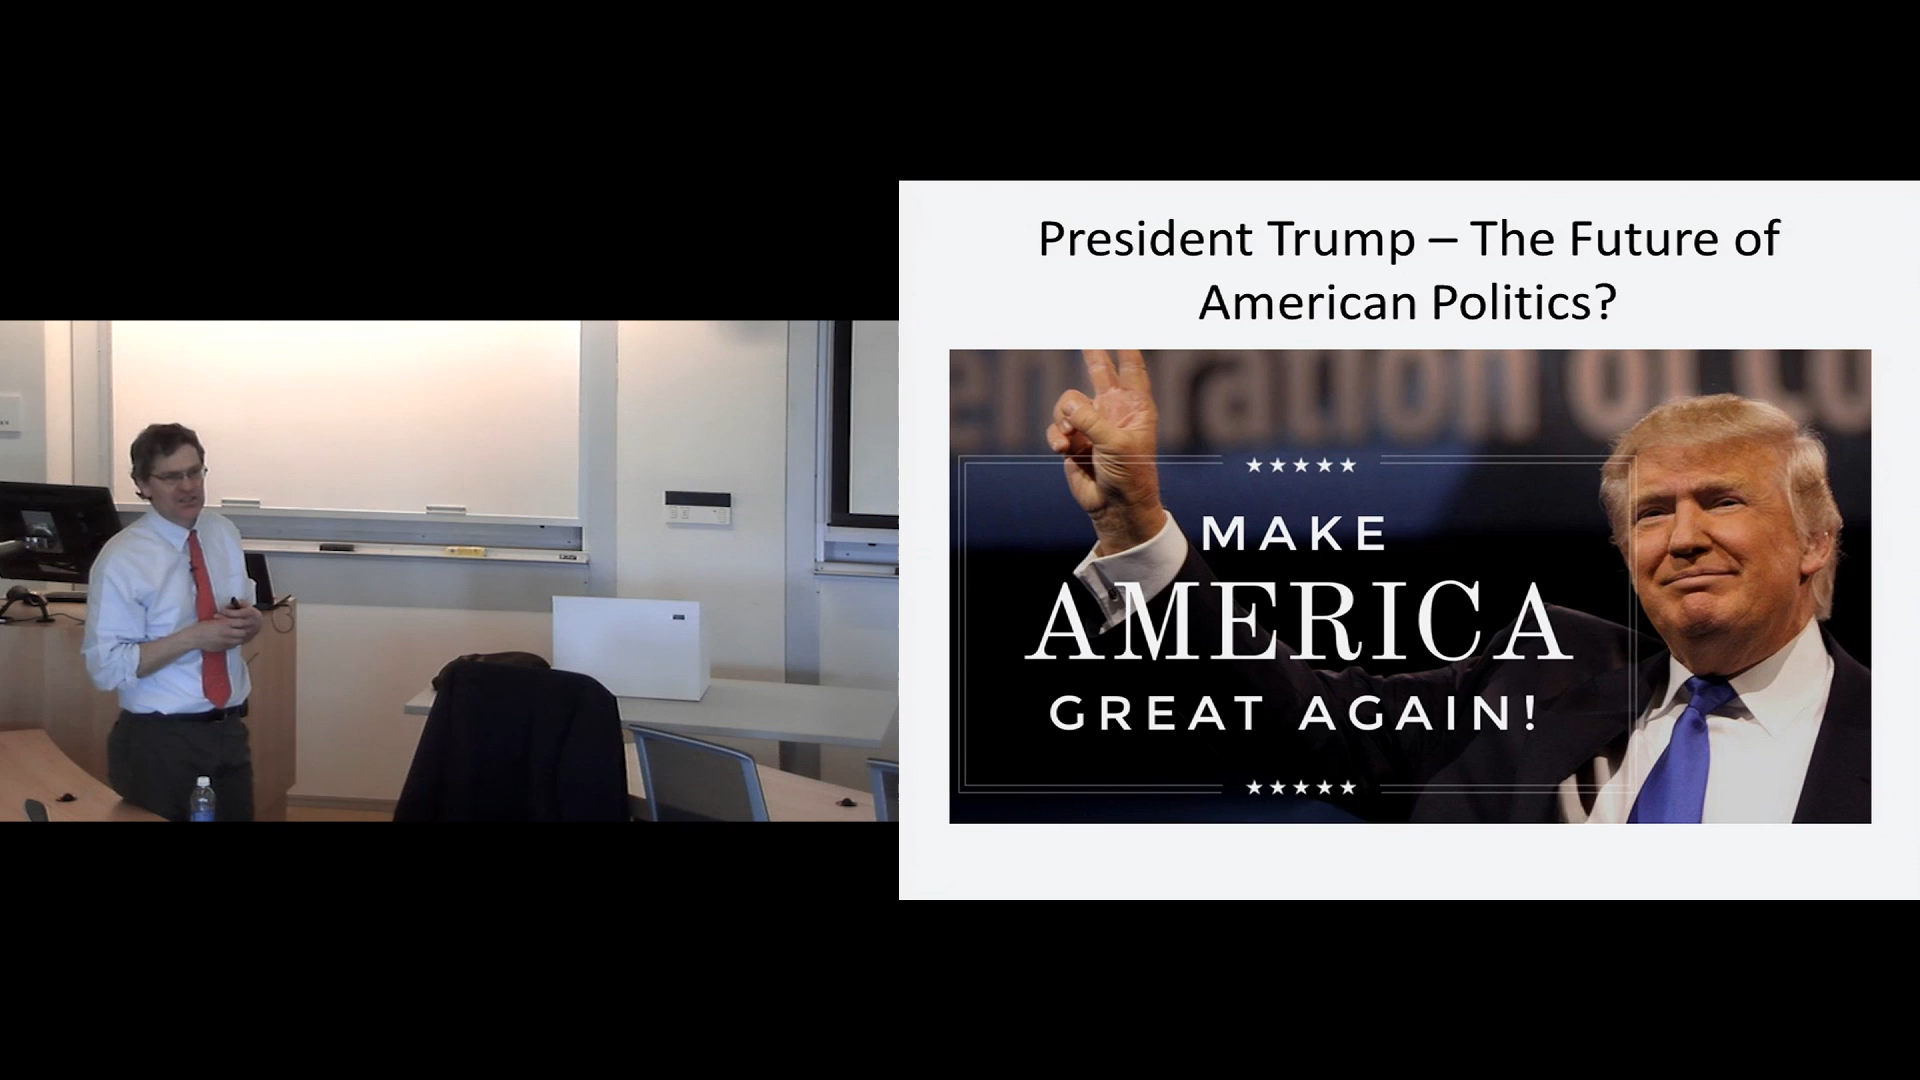 President Trump – The Future of
American Politics?
MAKE
AMERICA
GREAT AGAIN!